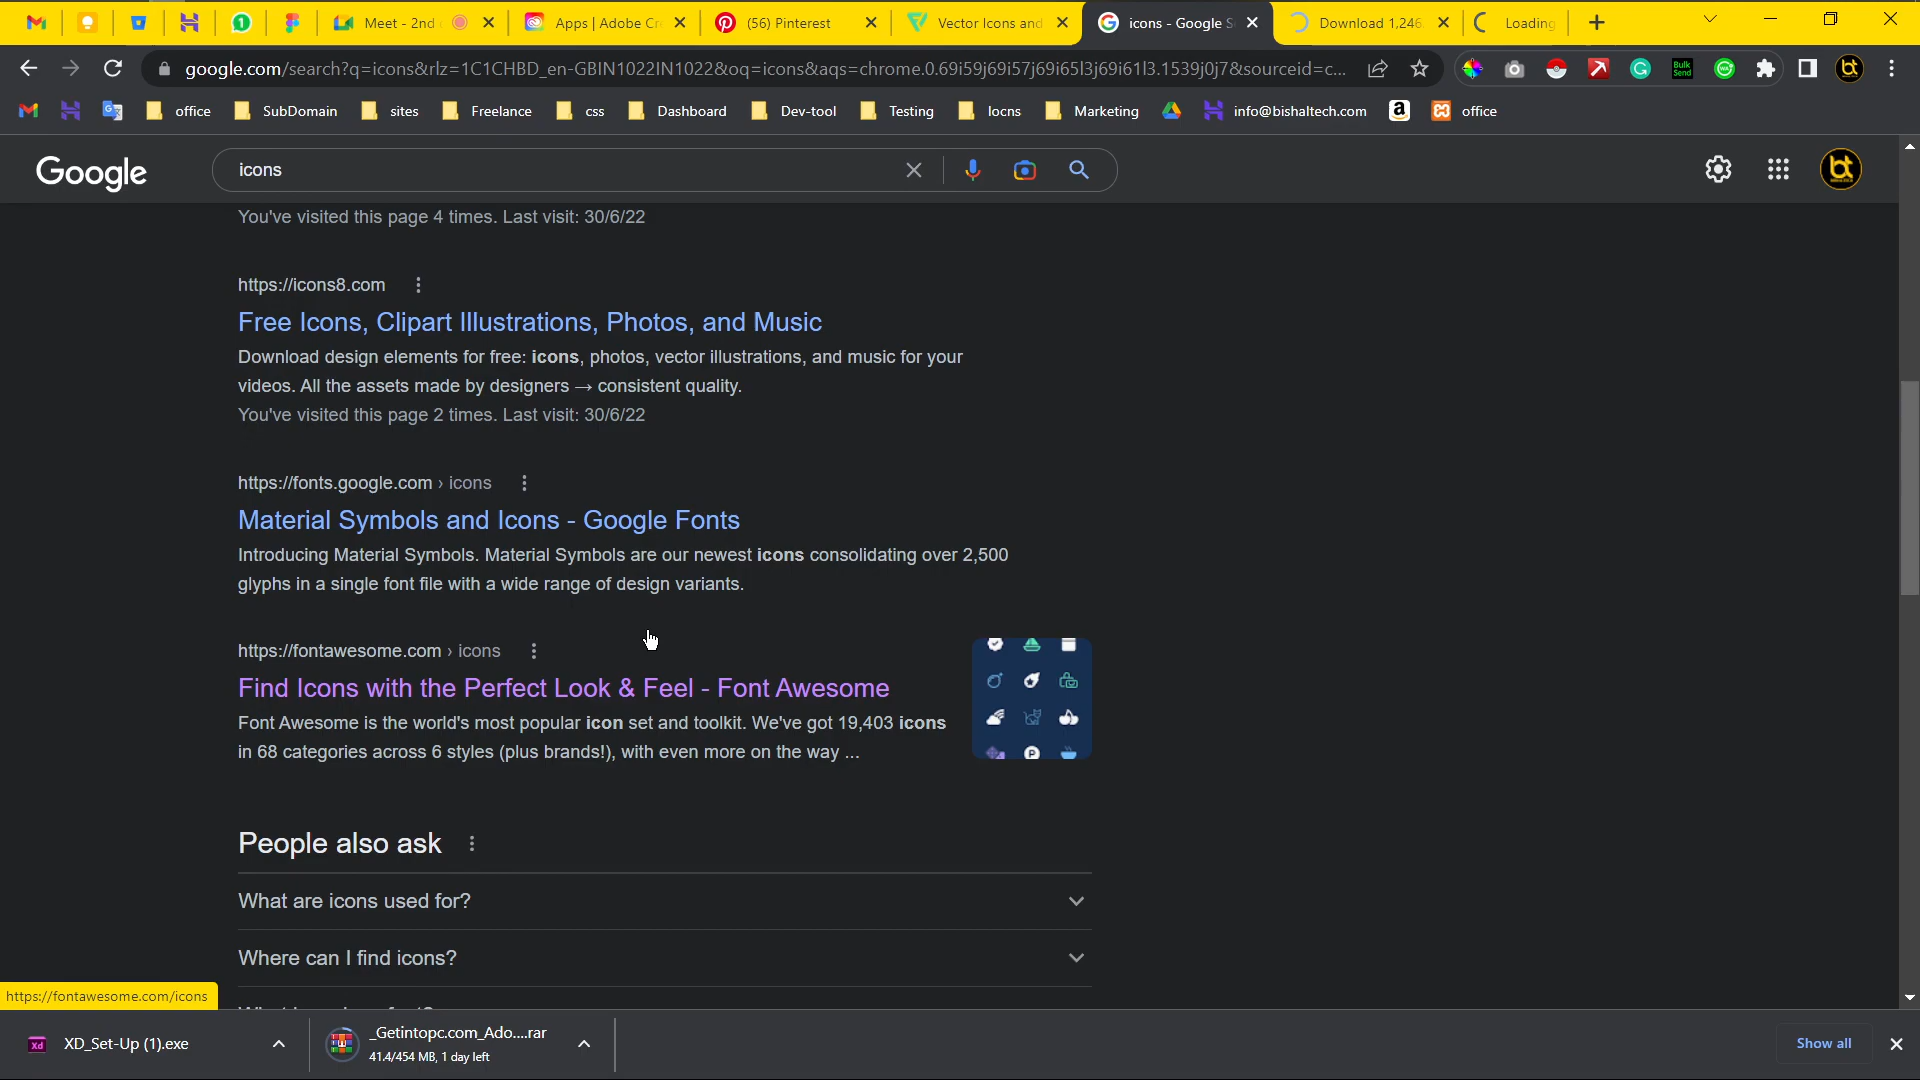 Meet - 2nd
Apps | Adobe Cr
(56) Pinterest
Vector Icons and
icons - Google S
Download 1,246
Loading
google.com/search?q=icons&rlz=1C1CHBD_en-GBIN1022IN1022&oq=icons&aqs=chrome.0.69i59j69i57j69i65l3j69i61l3.1539j0j7&sourceid=c...
bt
office
SubDomain
sites
Freelance
css
Dashboard
Dev-tool
Testing
locns
Marketing
info@bishaltech.com
office
Google
icons
bt
You've visited this page 4 times. Last visit: 30/6/22
https://icons8.com
Free Icons, Clipart Illustrations, Photos, and Music
Download design elements for free: icons, photos, vector illustrations, and music for your
videos. All the assets made by designers → consistent quality.
You've visited this page 2 times. Last visit: 30/6/22
https://fonts.google.com › icons
Material Symbols and Icons - Google Fonts
Introducing Material Symbols. Material Symbols are our newest icons consolidating over 2,500
glyphs in a single font file with a wide range of design variants.
https://fontawesome.com › icons
Find Icons with the Perfect Look & Feel - Font Awesome
Font Awesome is the world's most popular icon set and toolkit. We've got 19,403 icons
in 68 categories across 6 styles (plus brands!), with even more on the way ...
People also ask
What are icons used for?
Where can I find icons?
https://fontawesome.com/icons
Xd
XD_Set-Up (1).exe
_Getintopc.com_Ado....rar
41.4/454 MB, 1 day left
Show all